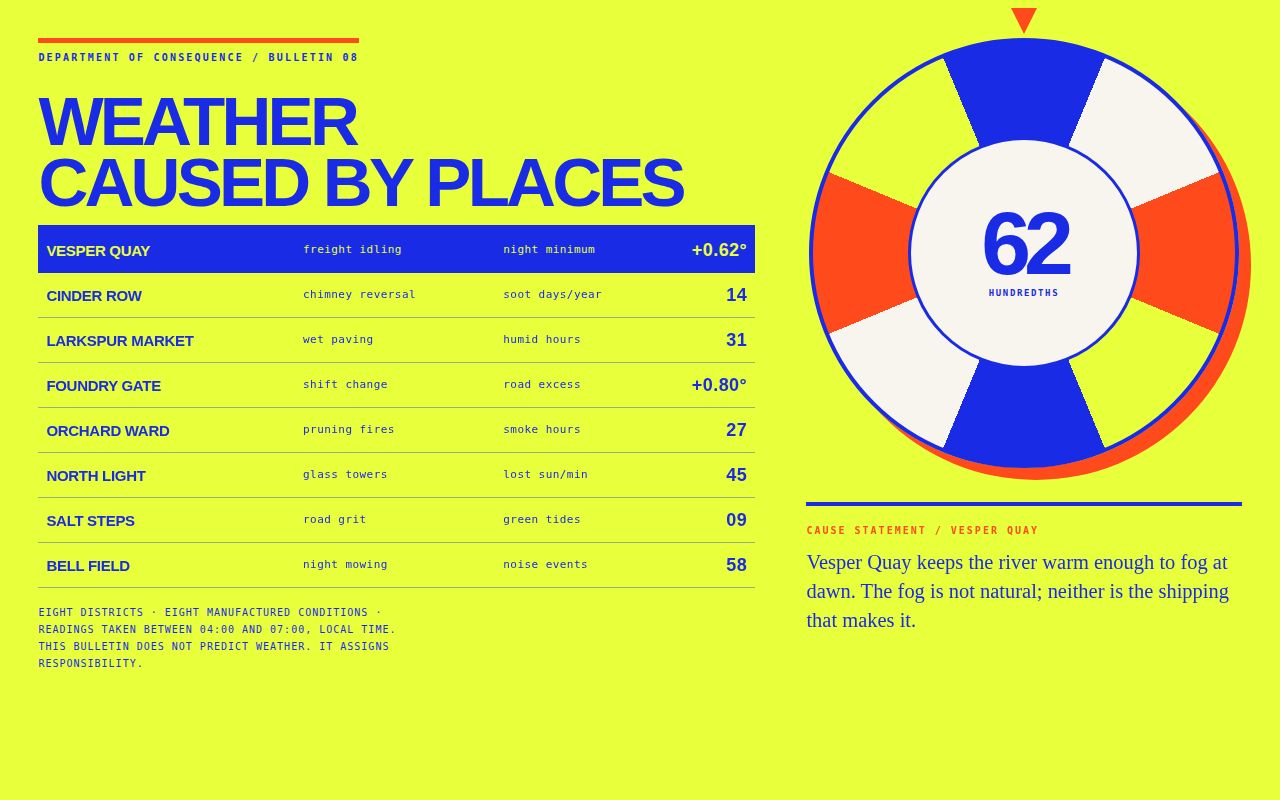 DEPARTMENT OF CONSEQUENCE / BULLETIN 08
WEATHER
CAUSED BY PLACES
VESPER QUAY freight idling night minimum +0.62°
CINDER ROW chimney reversal soot days/year 14
LARKSPUR MARKET wet paving humid hours 31
FOUNDRY GATE shift change road excess +0.80°
ORCHARD WARD pruning fires smoke hours 27
NORTH LIGHT glass towers lost sun/min 45
SALT STEPS road grit green tides 09
BELL FIELD night mowing noise events 58
EIGHT DISTRICTS · EIGHT MANUFACTURED CONDITIONS ·
READINGS TAKEN BETWEEN 04:00 AND 07:00, LOCAL TIME.
THIS BULLETIN DOES NOT PREDICT WEATHER. IT ASSIGNS
RESPONSIBILITY.
62
HUNDREDTHS
CAUSE STATEMENT / VESPER QUAY
Vesper Quay keeps the river warm enough to fog at
dawn. The fog is not natural; neither is the shipping
that makes it.